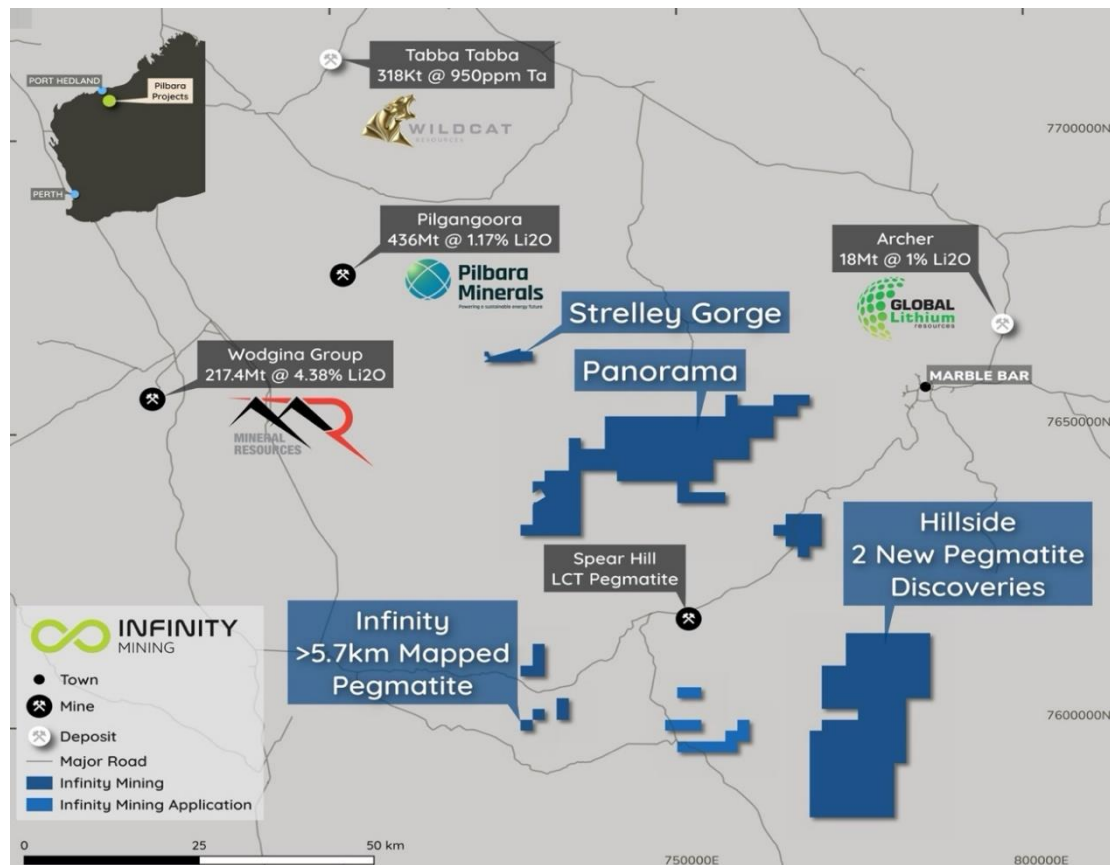 PORT HEDLAND
Pilbara
Projects
PERTH
Tabba Tabba
318Kt @ 950ppm Ta
WILDCAT
RESOURCES
7700000N
Pilgangoora
436Mt @ 1.17% Li2O
Pilbara
Minerals
Powering a sustainable energy future
Archer
18Mt @ 1% Li2O
GLOBAL
Lithium
resources
Strelley Gorge
Wodgina Group
217.4Mt @ 4.38% Li2O
MINERAL
RESOURCES
Panorama
MARBLE BAR
7650000N
Hillside
2 New Pegmatite
Discoveries
Spear Hill
LCT Pegmatite
Infinity
>5.7km Mapped
Pegmatite
7600000N
INFINITY
MINING
Town
Mine
Deposit
Major Road
Infinity Mining
Infinity Mining Application
0 25 50 km
750000E 800000E